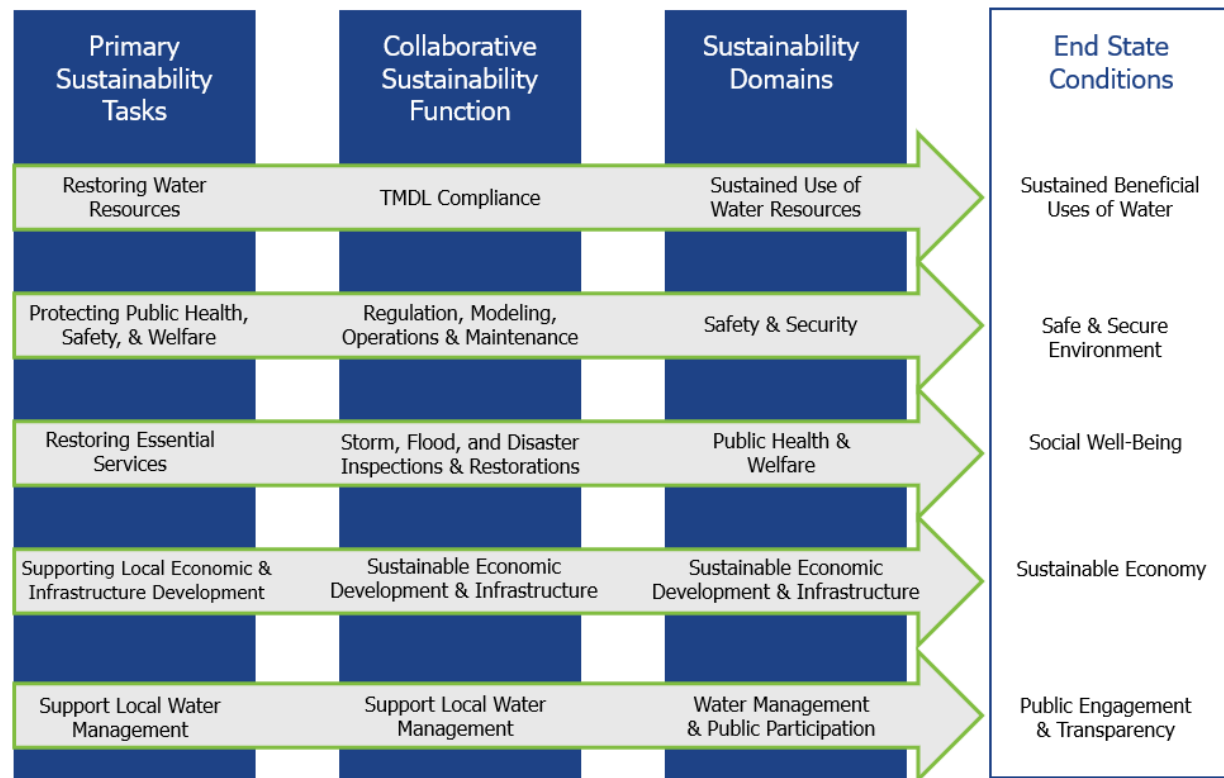 Primary
Sustainability
Tasks
Collaborative
Sustainability
Function
Sustainability
Domains
End State
Conditions
Restoring Water
Resources
TMDL Compliance
Sustained Use of
Water Resources
Sustained Beneficial
Uses of Water
Protecting Public Health,
Safety, & Welfare
Regulation, Modeling,
Operations & Maintenance
Safety & Security
Safe & Secure
Environment
Restoring Essential
Services
Storm, Flood, and Disaster
Inspections & Restorations
Public Health &
Welfare
Social Well-Being
Supporting Local Economic &
Infrastructure Development
Sustainable Economic
Development & Infrastructure
Sustainable Economic
Development & Infrastructure
Sustainable Economy
Support Local Water
Management
Support Local Water
Management
Water Management
& Public Participation
Public Engagement
& Transparency